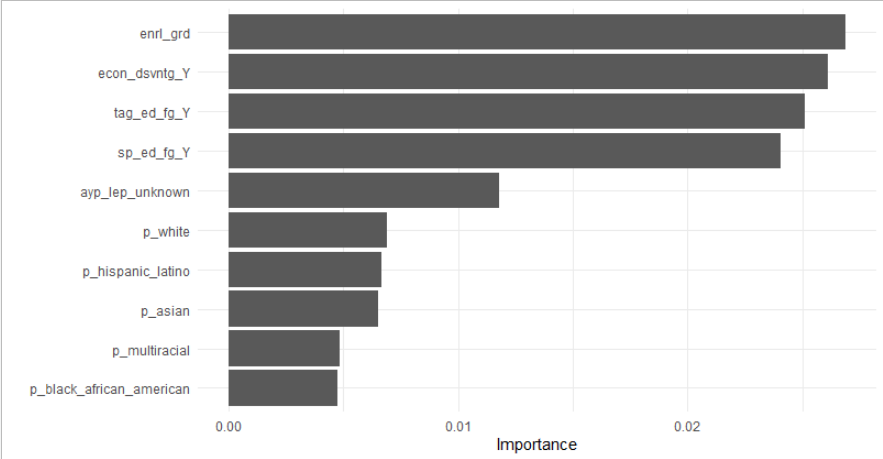 enrl_grd
econ_dsvntg_Y
tag_ed_fg_Y
sp_ed_fg_Y
ayp_lep_unknown
p_white
p_hispanic_latino
p_asian
p_multiracial
p_black_african_american
0.00 0.01 0.02
Importance